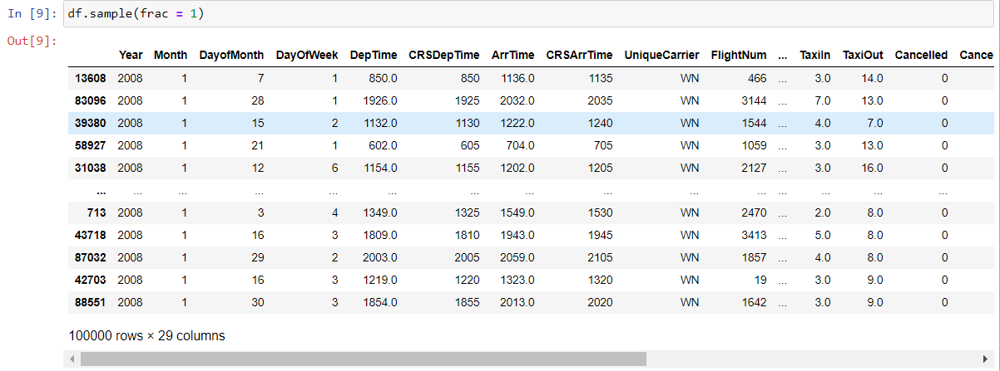 In [9]: df.sample(frac = 1)
Out[9]:
Year Month DayofMonth DayOfWeek DepTime CRSDepTime ArrTime CRSArrTime UniqueCarrier FlightNum ... TaxiIn TaxiOut Cancelled Cance
13608 2008 1 7 1 850.0 850 1136.0 1135 WN 466 ... 3.0 14.0 0
83096 2008 1 28 1 1926.0 1925 2032.0 2035 WN 3144 ... 7.0 13.0 0
39380 2008 1 15 2 1132.0 1130 1222.0 1240 WN 1544 ... 4.0 7.0 0
58927 2008 1 21 1 602.0 605 704.0 705 WN 1059 ... 3.0 13.0 0
31038 2008 1 12 6 1154.0 1155 1202.0 1205 WN 2127 ... 3.0 16.0 0
... ... ... ... ... ... ... ... ... ... ... ... ... ... ...
713 2008 1 3 4 1349.0 1325 1549.0 1530 WN 2470 ... 2.0 8.0 0
43718 2008 1 16 3 1809.0 1810 1943.0 1945 WN 3413 ... 5.0 8.0 0
87032 2008 1 29 2 2003.0 2005 2059.0 2105 WN 1857 ... 4.0 8.0 0
42703 2008 1 16 3 1219.0 1220 1323.0 1320 WN 19 ... 3.0 9.0 0
88551 2008 1 30 3 1854.0 1855 2013.0 2020 WN 1642 ... 3.0 9.0 0
100000 rows × 29 columns